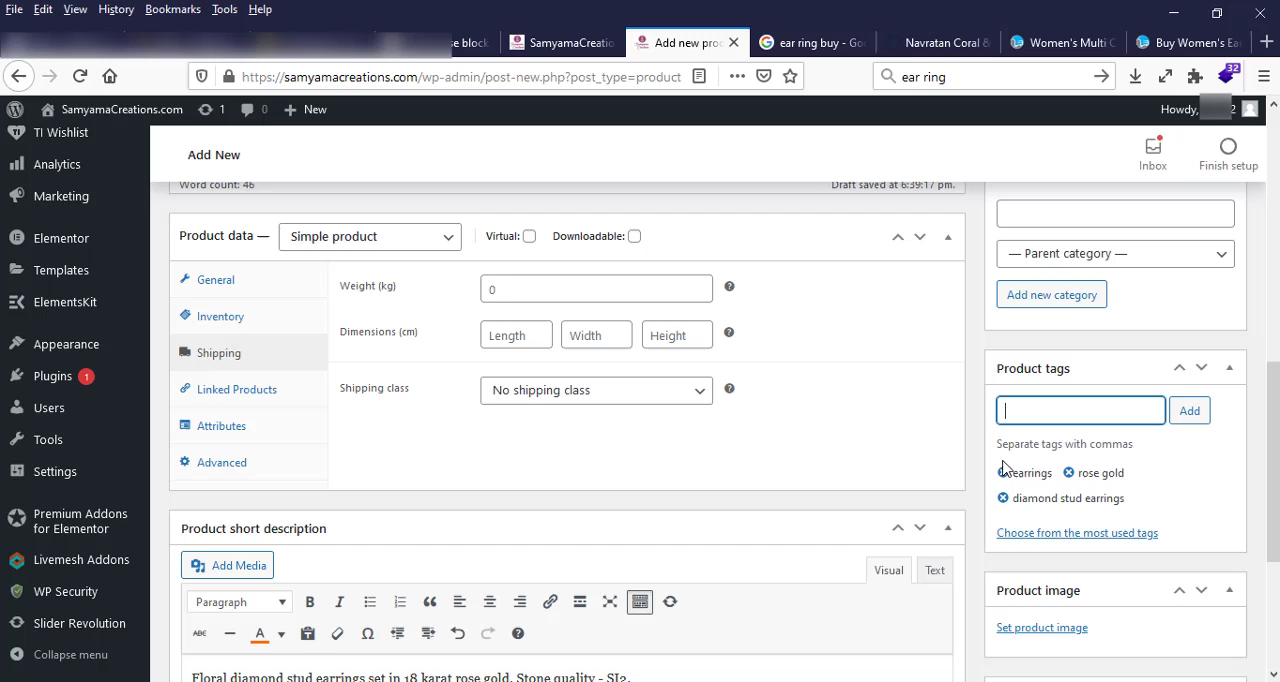 File Edit View History Bookmarks Tools Help
se block
SamyamaCreatio
Add new prod
ear ring buy - Go
Navratan Coral &
Women's Multi C
Buy Women's Ea
https://samyamacreations.com/wp-admin/post-new.php?post_type=product
ear ring
32
SamyamaCreations.com 1 0 New
Howdy, 2
TI Wishlist
Analytics
Marketing
Elementor
Templates
ElementsKit
Appearance
Plugins 1
Users
Tools
Settings
Premium Addons
for Elementor
Livemesh Addons
WP Security
Slider Revolution
Collapse menu
Add New
Inbox
Finish setup
Word count: 46
Draft saved at 6:39:17 pm.
Product data — Simple product Virtual: Downloadable:
General
Inventory
Shipping
Linked Products
Attributes
Advanced
Weight (kg) 0
Dimensions (cm) Length Width Height
Shipping class No shipping class
Product short description
Add Media
Visual Text
Paragraph
ABC
Floral diamond stud earrings set in 18 karat rose gold. Stone quality - SI2.
— Parent category —
Add new category
Product tags
Add
Separate tags with commas
earrings rose gold
diamond stud earrings
Choose from the most used tags
Product image
Set product image